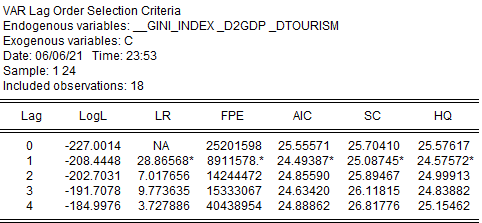 VAR Lag Order Selection Criteria
Endogenous variables: __GINI_INDEX _D2GDP _DTOURISM
Exogenous variables: C
Date: 06/06/21 Time: 23:53
Sample: 1 24
Included observations: 18
Lag LogL LR FPE AIC SC HQ
0 -227.0014 NA 25201598 25.55571 25.70410 25.57617
1 -208.4448 28.86568* 8911578.* 24.49387* 25.08745* 24.57572*
2 -202.7031 7.017656 14244472 24.85590 25.89467 24.99913
3 -191.7078 9.773635 15333067 24.63420 26.11815 24.83882
4 -184.9976 3.727886 40438954 24.88862 26.81776 25.15462